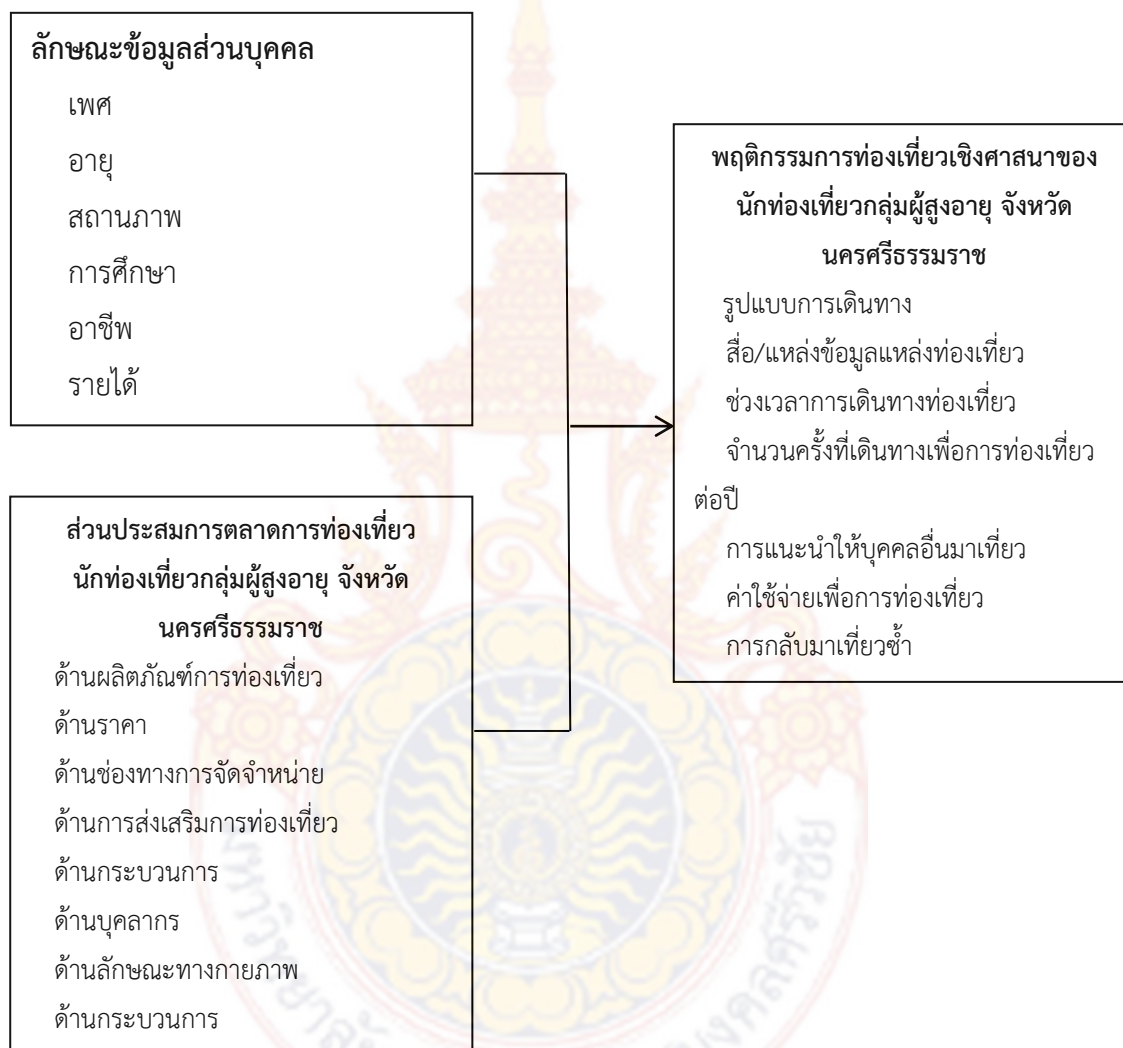 ลักษณะข้อมูลส่วนบุคคล
เพศ
อายุ
สถานภาพ
การศึกษา
อาชีพ
รายได้
ส่วนประสมการตลาดการท่องเที่ยว
นักท่องเที่ยวกลุ่มผู้สูงอายุ จังหวัด
นครศรีธรรมราช
ด้านผลิตภัณฑ์การท่องเที่ยว
ด้านราคา
ด้านช่องทางการจัดจำหน่าย
ด้านการส่งเสริมการท่องเที่ยว
ด้านกระบวนการ
ด้านบุคลากร
ด้านลักษณะทางกายภาพ
ด้านกระบวนการ
พฤติกรรมการท่องเที่ยวเชิงศาสนาของ
นักท่องเที่ยวกลุ่มผู้สูงอายุ จังหวัด
นครศรีธรรมราช
รูปแบบการเดินทาง
สื่อ/แหล่งข้อมูลแหล่งท่องเที่ยว
ช่วงเวลาการเดินทางท่องเที่ยว
จำนวนครั้งที่เดินทางเพื่อการท่องเที่ยว
ต่อปี
การแนะนำให้บุคคลอื่นมาเที่ยว
ค่าใช้จ่ายเพื่อการท่องเที่ยว
การกลับมาเที่ยวซ้ำ